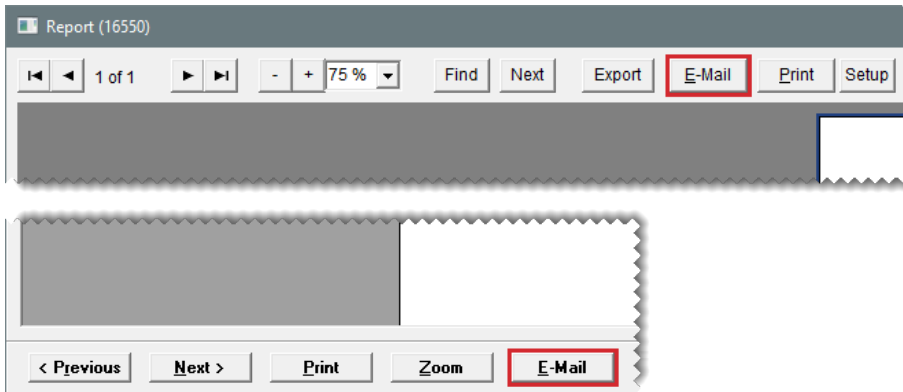 Report (16550)
1 of 1 - + 75 % Find Next Export E-Mail Print Setup
< Previous Next > Print Zoom E-Mail